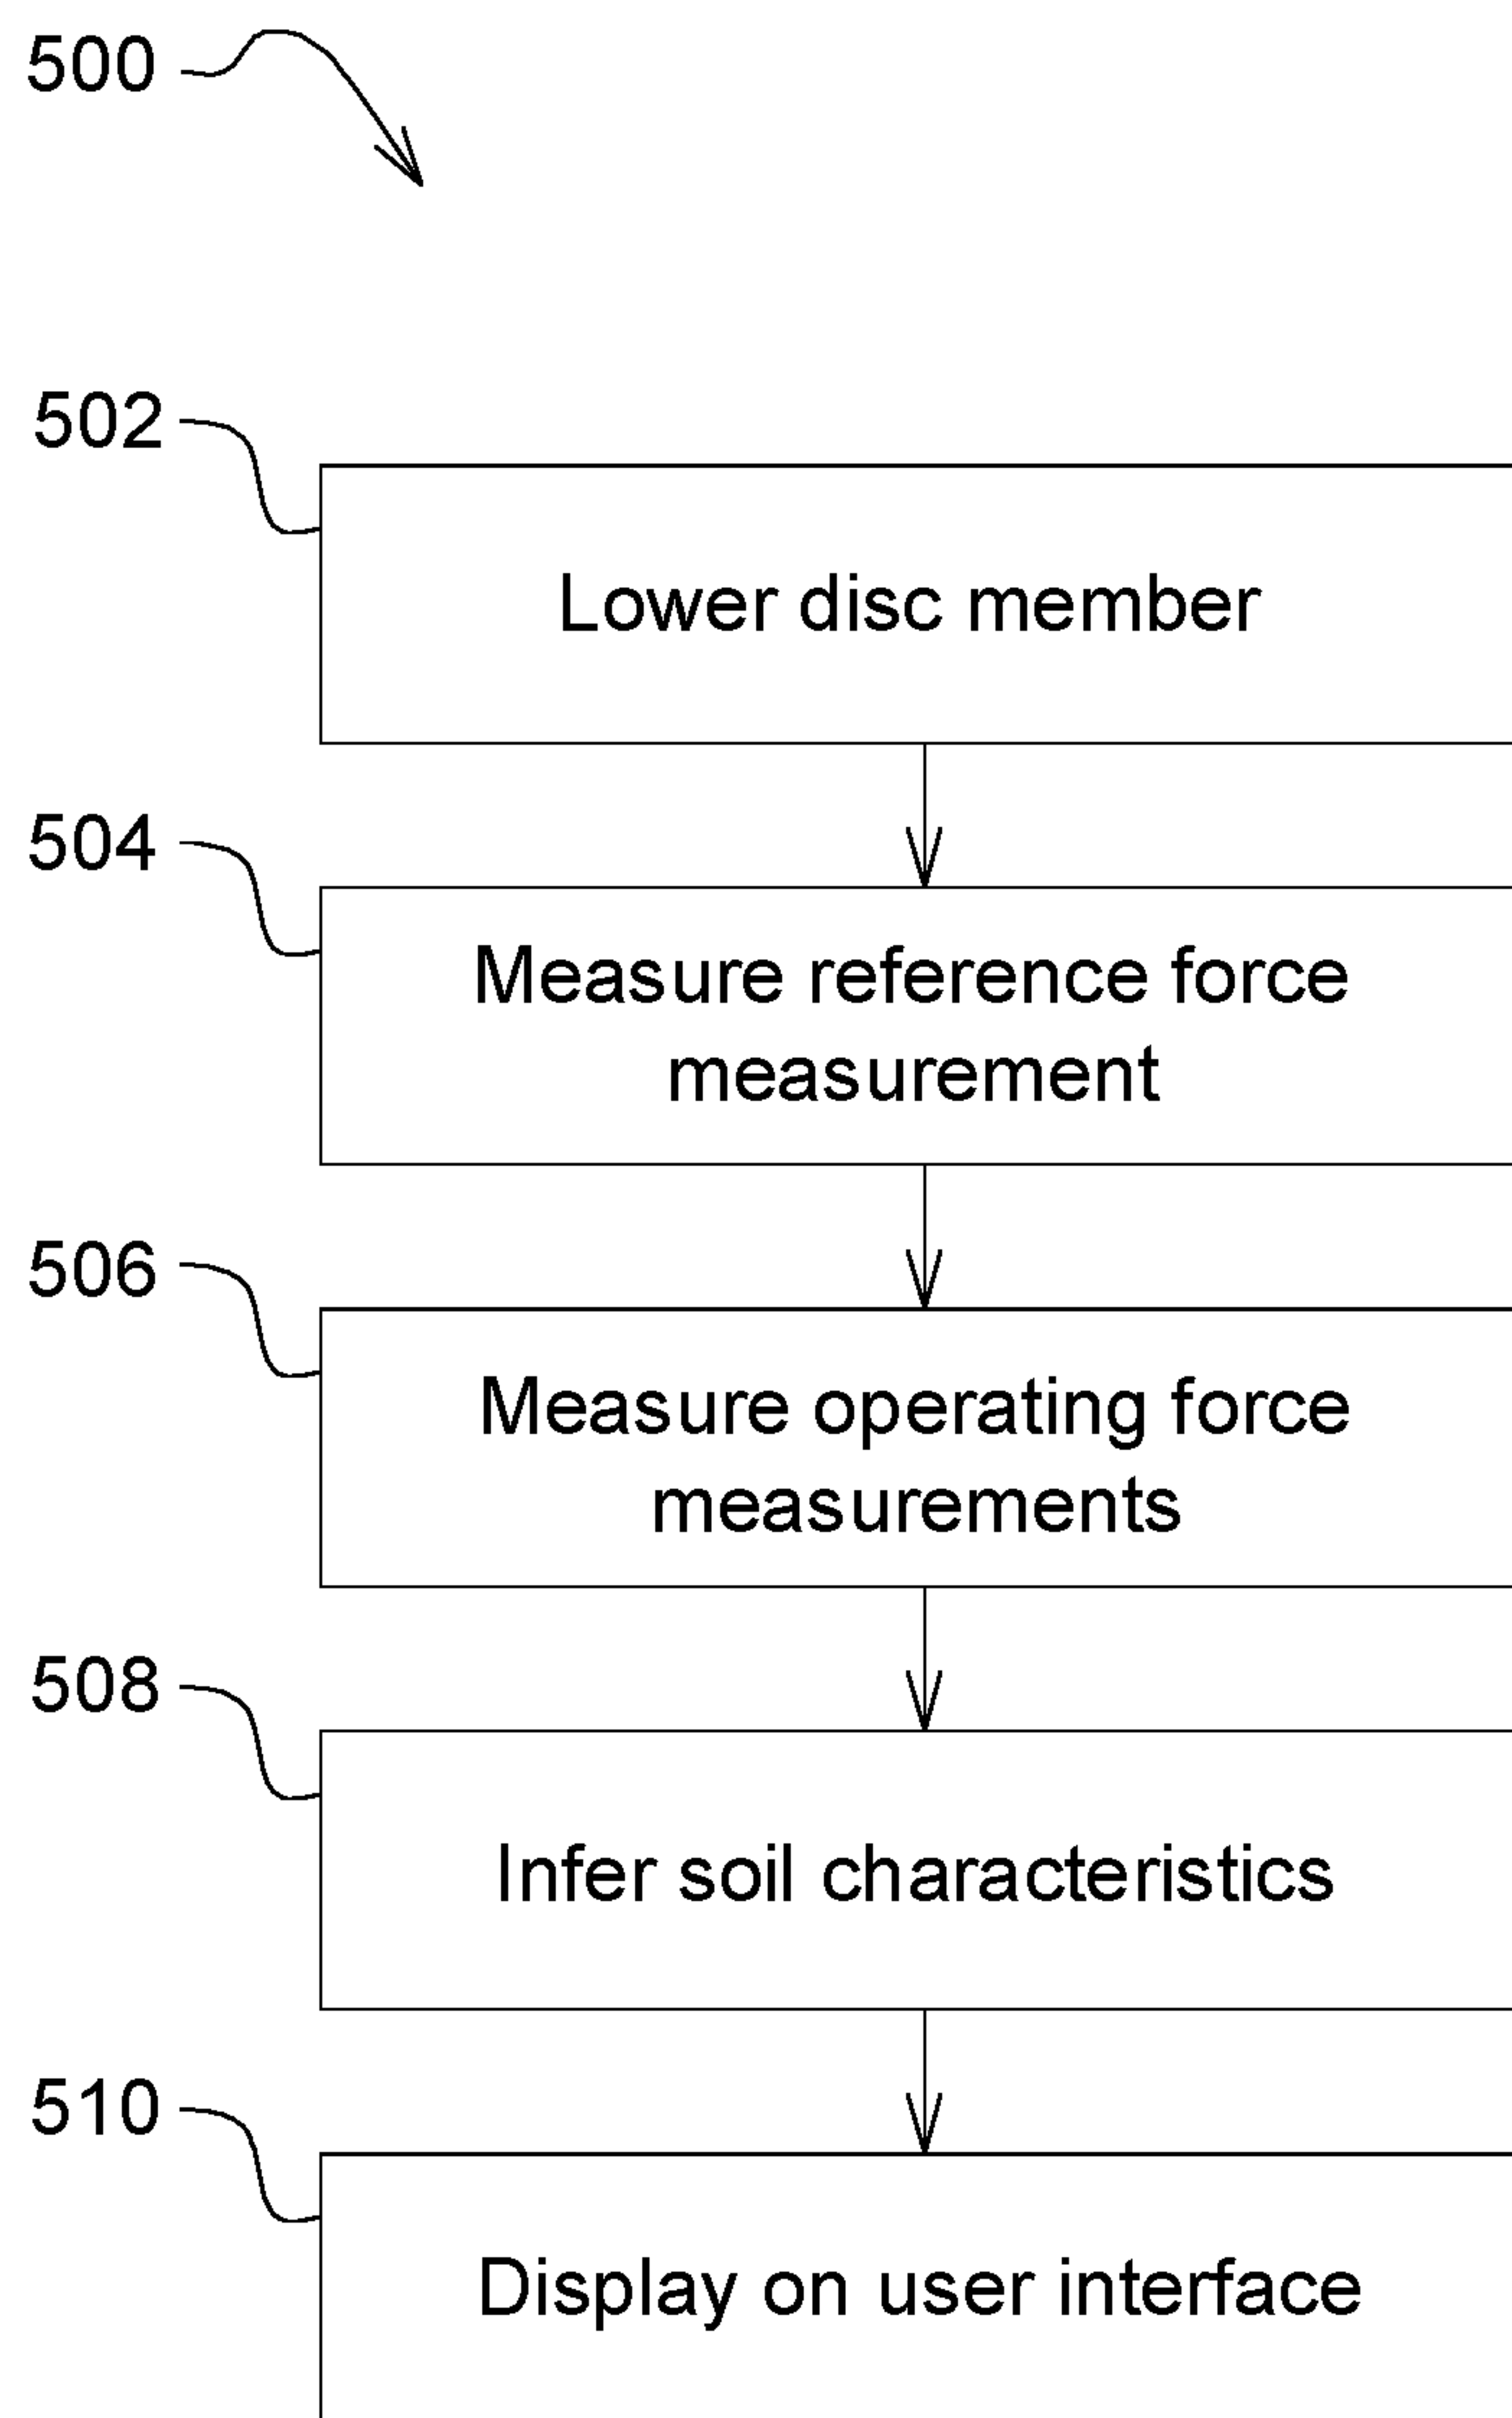 500
502
Lower disc member
504
Measure reference force
measurement
506
Measure operating force
measurements
508
Infer soil characteristics
510
Display on user interface